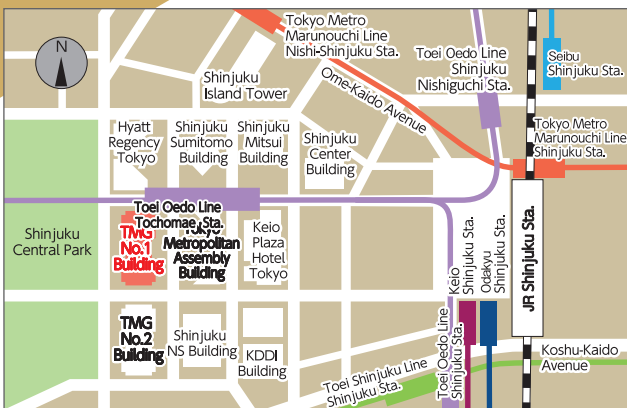 N
Tokyo Metro
Marunouchi Line
Nishi-Shinjuku Sta.
Toei Oedo Line
Shinjuku
Nishiguchi Sta.
Seibu
Shinjuku Sta.
Shinjuku
Island Tower
Ome-Kaido Avenue
Hyatt
Regency
Tokyo
Shinjuku
Sumitomo
Building
Shinjuku
Mitsui
Building
Shinjuku
Center
Building
Tokyo Metro
Marunouchi Line
Shinjuku Sta.
Toei Oedo Line
Tochomae Sta.
Shinjuku
Central Park
TMG
No.1
Building
Tokyo
Metropolitan
Assembly
Building
Keio
Plaza
Hotel
Tokyo
Keio
Shinjuku Sta.
Odakyu
Shinjuku Sta.
JR Shinjuku Sta.
TMG
No.2
Building
Shinjuku
NS Building
KDDI
Building
Toei Shinjuku Line
Shinjuku Sta.
Toei Oedo Line
Shinjuku Sta.
Koshu-Kaido
Avenue